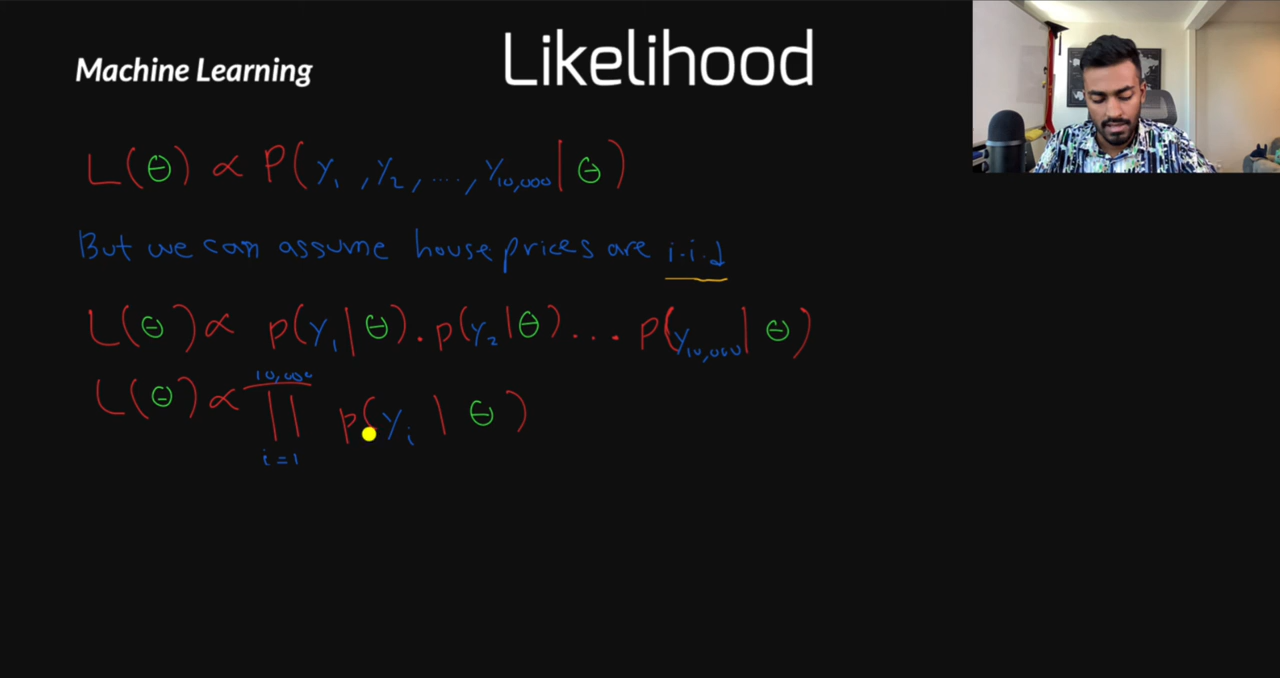 Likelihood
Machine Learning
L(θ) ∝ P(y₁, y₂, ...., y₁₀,₀₀₀ | θ)
But we can assume house prices are i.i.d
L(θ) ∝ p(y₁ | θ) . p(y₂ | θ) ... P(y₁₀,₀₀₀ | θ)
10,000
L(θ) ∝ ∏ p(yᵢ | θ)
i=1